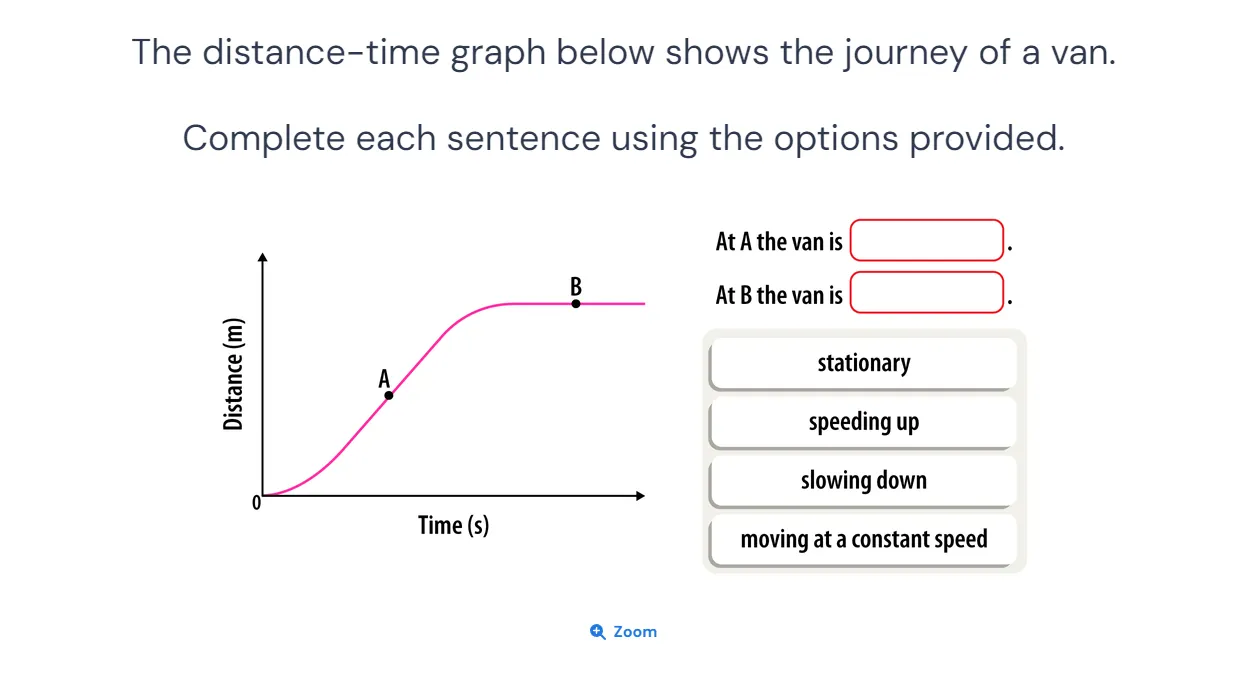 The distance-time graph below shows the journey of a van.
Complete each sentence using the options provided.
At A the van is .
At B the van is .
B
A
Distance (m)
0
Time (s)
stationary
speeding up
slowing down
moving at a constant speed
Zoom